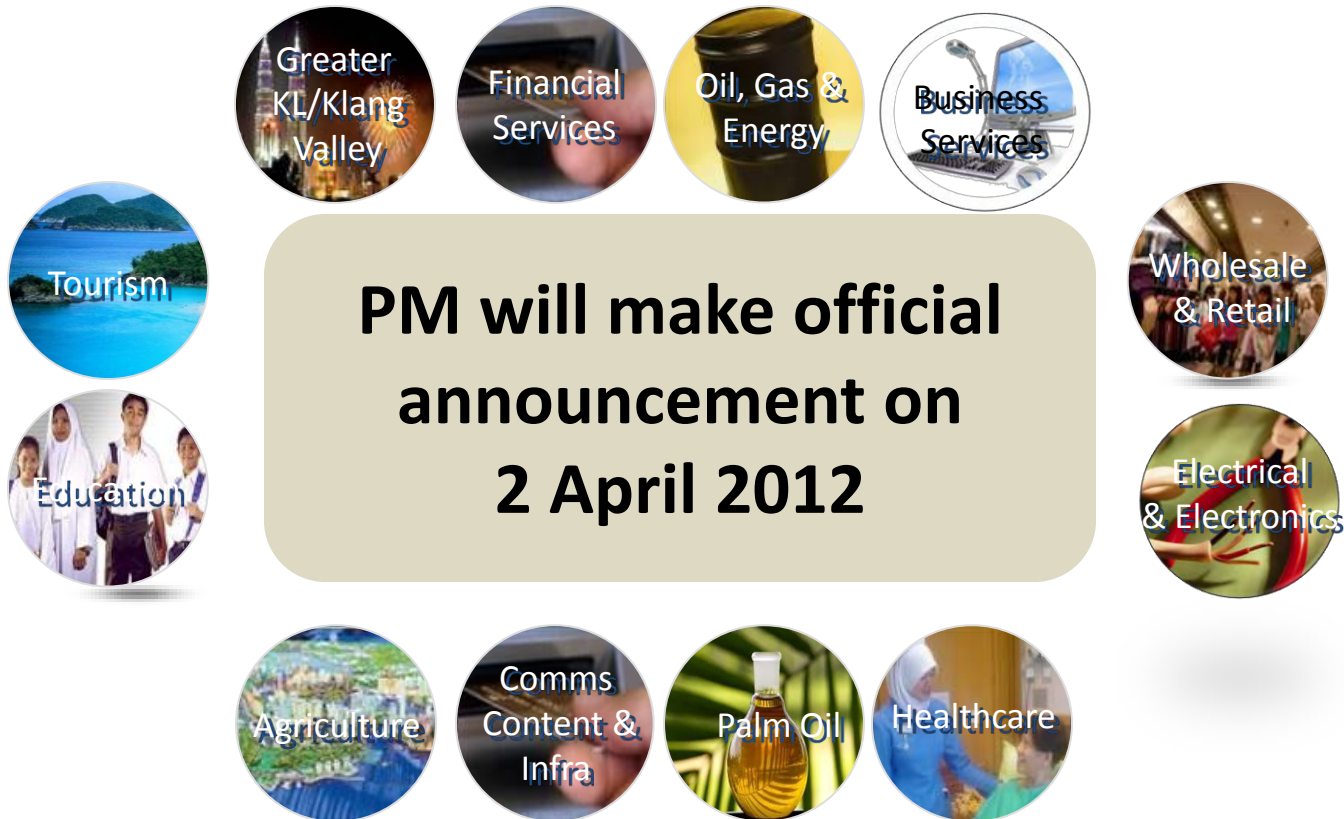 Greater
KL/Klang
Valley
Financial
Services
Oil, Gas &
Energy
Business
Services
Tourism
Wholesale
& Retail
PM will make official
announcement on
2 April 2012
Education
Electrical
& Electronics
Agriculture
Comms
Content &
Infra
Palm Oil
Healthcare